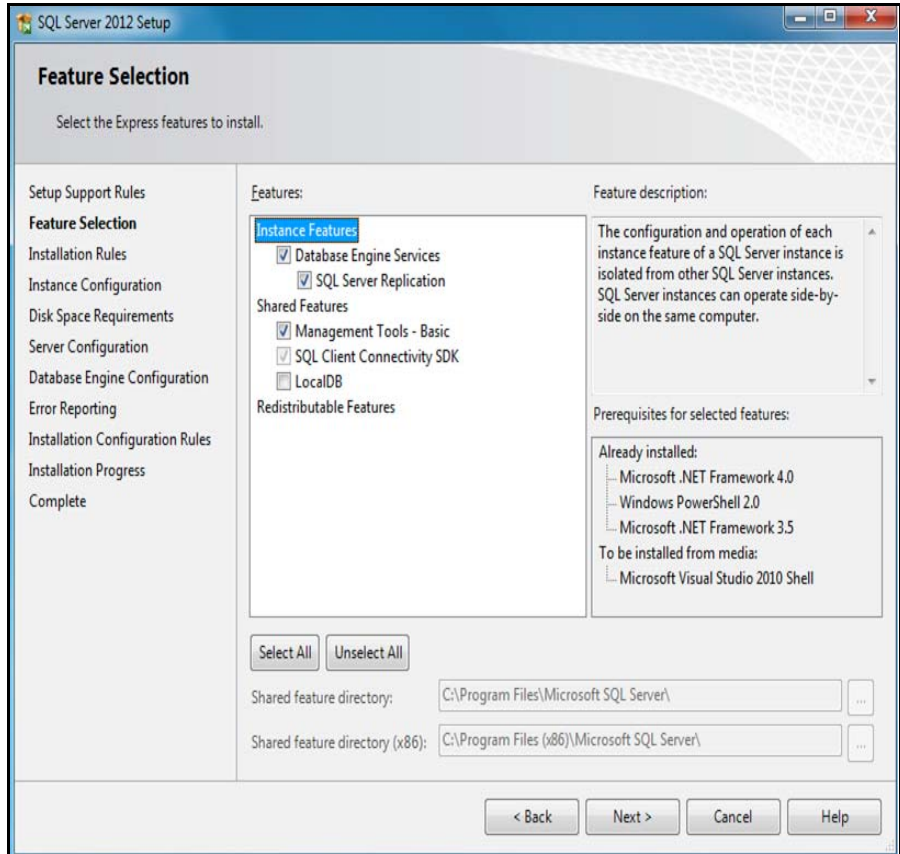 SQL Server 2012 Setup
Feature Selection
Select the Express features to install.
Setup Support Rules
Feature Selection
Installation Rules
Instance Configuration
Disk Space Requirements
Server Configuration
Database Engine Configuration
Error Reporting
Installation Configuration Rules
Installation Progress
Complete
Features:
Instance Features
Database Engine Services
SQL Server Replication
Shared Features
Management Tools - Basic
SQL Client Connectivity SDK
LocalDB
Redistributable Features
Feature description:
The configuration and operation of each
instance feature of a SQL Server instance is
isolated from other SQL Server instances.
SQL Server instances can operate side-by-
side on the same computer.
Prerequisites for selected features:
Already installed:
Microsoft .NET Framework 4.0
Windows PowerShell 2.0
Microsoft .NET Framework 3.5
To be installed from media:
Microsoft Visual Studio 2010 Shell
Select All
Unselect All
Shared feature directory:
C:\Program Files\Microsoft SQL Server\
...
Shared feature directory (x86):
C:\Program Files (x86)\Microsoft SQL Server\
...
< Back
Next >
Cancel
Help